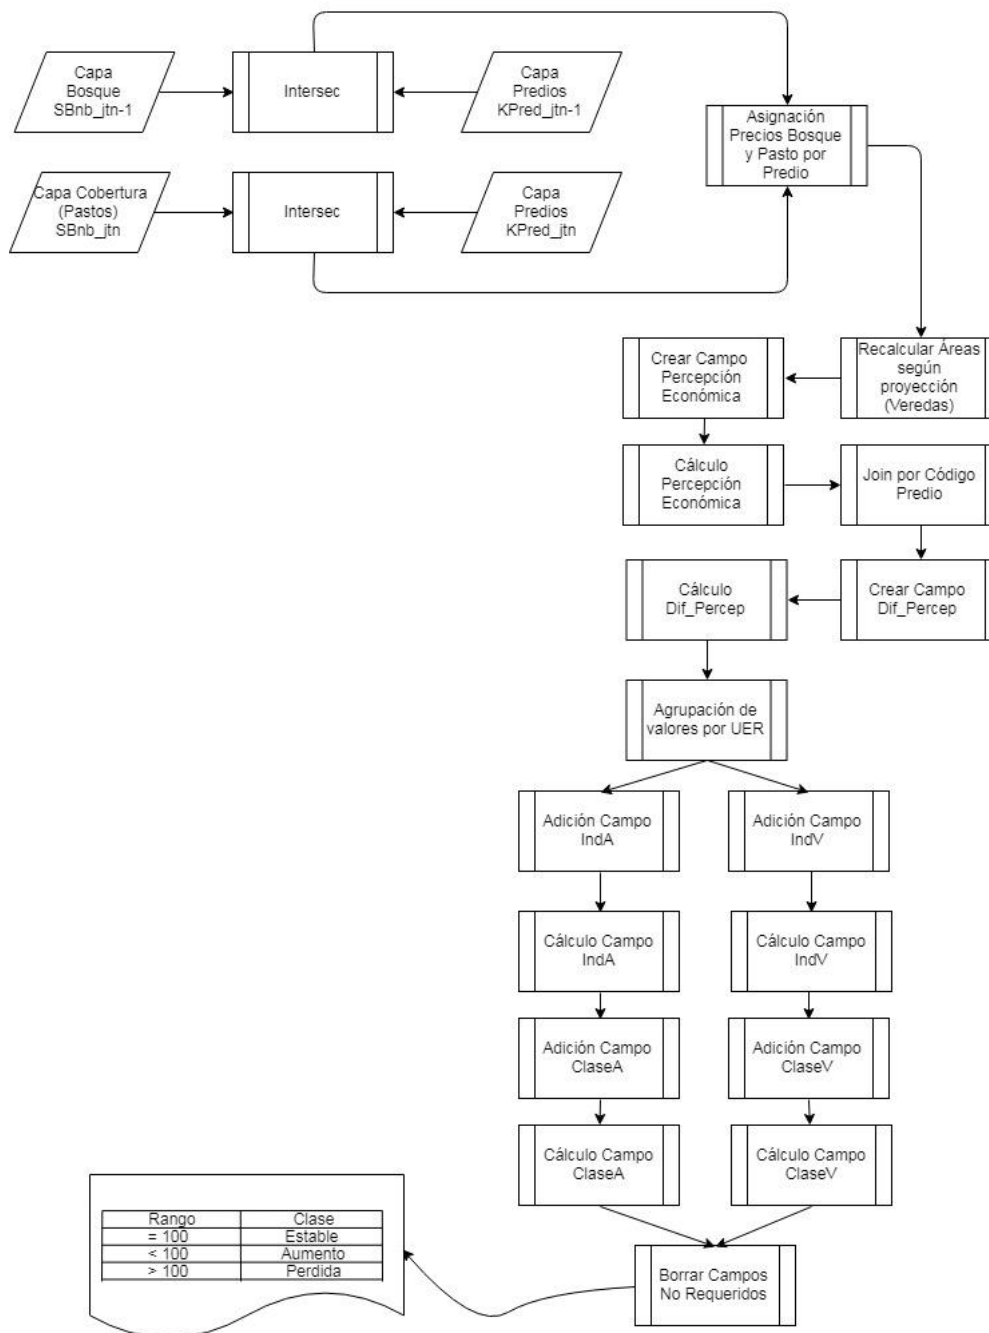 Capa
Bosque
SBnb_jtn-1
Intersec
Capa
Predios
KPred_jtn-1
Asignación
Precios Bosque
y Pasto por
Predio
Capa Cobertura
(Pastos)
SBnb_jtn
Intersec
Capa
Predios
KPred_jtn
Recalcular Áreas
según
proyección
(Veredas)
Crear Campo
Percepción
Económica
Cálculo
Percepción
Económica
Join por Código
Predio
Crear Campo
Dif_Percep
Cálculo
Dif_Percep
Agrupación de
valores por UER
Adición Campo
IndA
Adición Campo
IndV
Cálculo Campo
IndA
Cálculo Campo
IndV
Adición Campo
ClaseA
Adición Campo
ClaseV
Cálculo Campo
ClaseA
Cálculo Campo
ClaseV
Borrar Campos
No Requeridos
Rango Clase
= 100 Estable
< 100 Aumento
> 100 Perdida